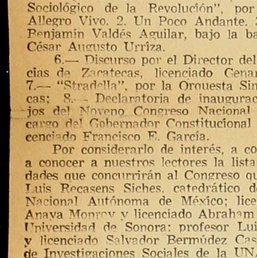 Sociológico de la Revolución", por
Allegro Vivo. 2. Un Poco Andante. 3
Benjamín Valdés Aguilar, bajo la ba
César Augusto Urriza.
6.— Discurso por el Director del
cias de Zacatecas, licenciado Genar
7.— "Stradella", por la Orquesta Sin
cas; 8.— Declaratoria de inaugurac
jos del Noveno Congreso Nacional
cargo del Gobernador Constitucional
cenciado Francisco E. García.
Por considerarlo de interés, a co
a conocer a nuestros lectores la lista
dades que concurrirán al Congreso qu
Luis Recasens Siches, catedrático d
Nacional Autónoma de México; lice
Anaya Monroy y licenciado Abraham
Universidad de Sonora; profesor Lui
y licenciado Salvador Bermúdez Cas
de Investigaciones Sociales de la UN